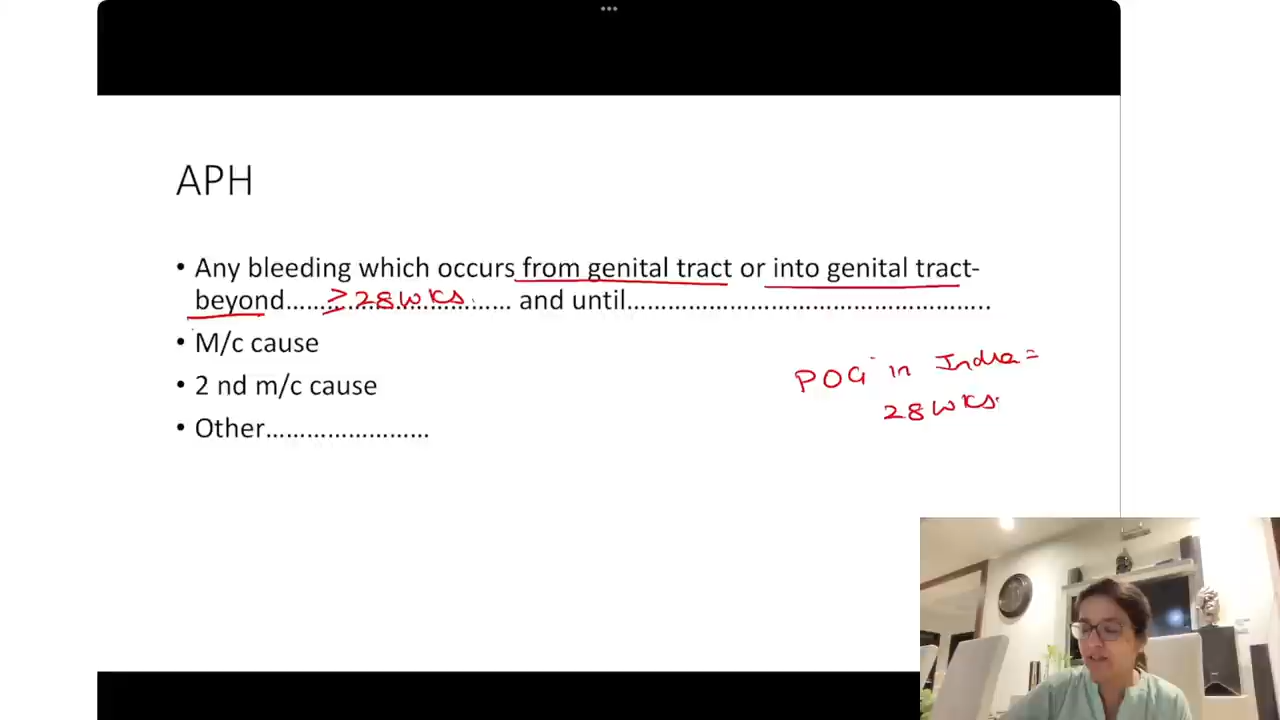 APH
• Any bleeding which occurs from genital tract or into genital tract-
beyond......≥28wks......... and until.....................................................
• M/c cause
• 2 nd m/c cause
• Other........................
POG in India =
28wks